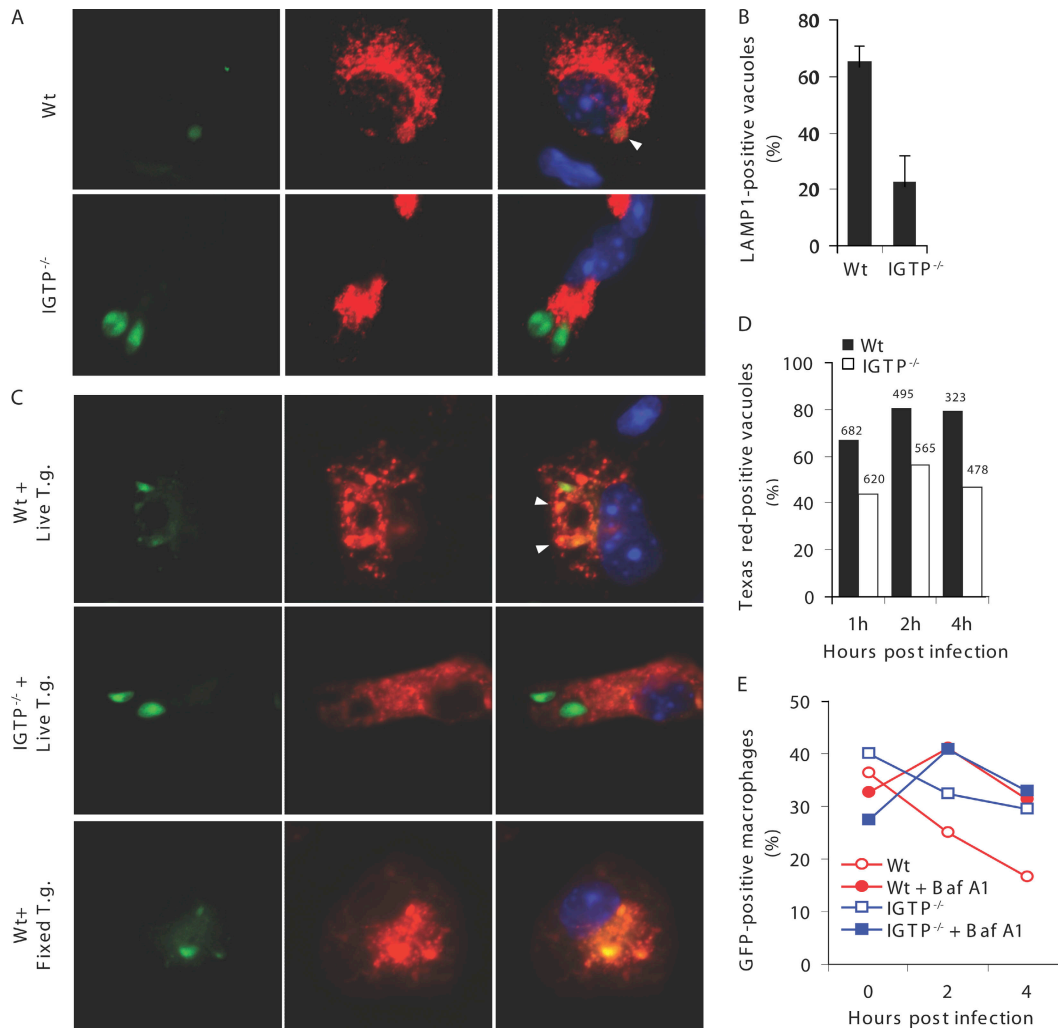 A
Wt
IGTP-/-
B
LAMP1-positive vacuoles
(%)
80
60
40
20
0
Wt
IGTP-/-
C
Wt +
Live T.g.
IGTP-/- +
Live T.g.
Wt+
Fixed T.g.
D
Wt
IGTP-/-
Texas red-positive vacuoles
(%)
100
80
60
40
20
0
682
620
495
565
323
478
1h
2h
4h
Hours post infection
E
GFP-positive macrophages
(%)
50
40
30
20
10
0
Wt
Wt + Baf A1
IGTP-/-
IGTP-/- + Baf A1
0
2
4
Hours post infection